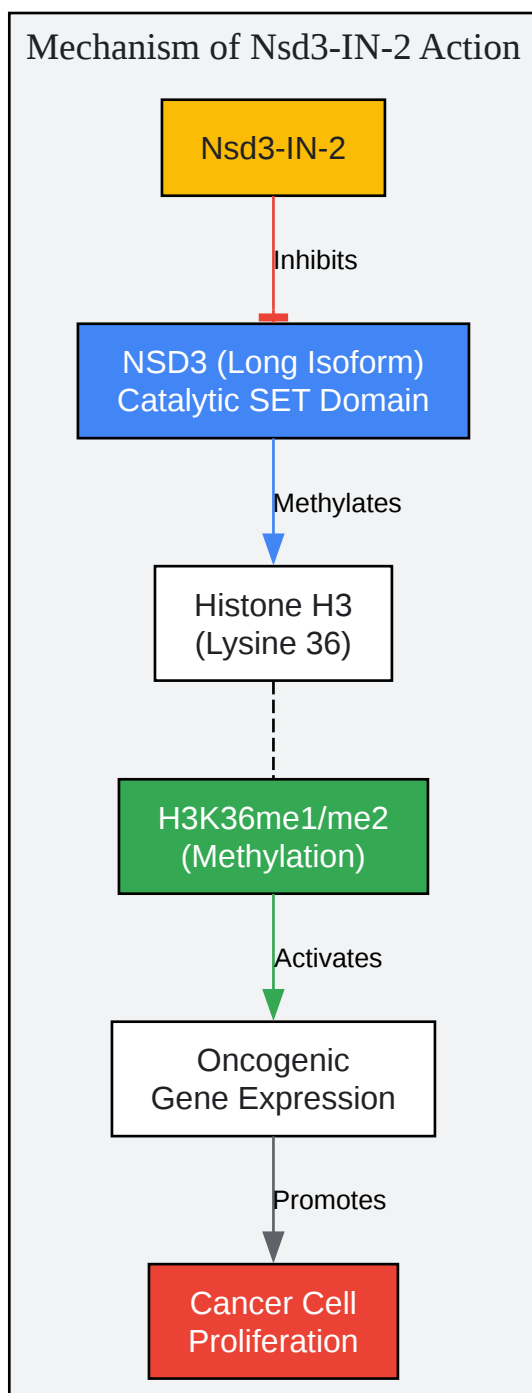 Mechanism of Nsd3-IN-2 Action
Nsd3-IN-2
Inhibits
NSD3 (Long Isoform)
Catalytic SET Domain
Methylates
Histone H3
(Lysine 36)
H3K36me1/me2
(Methylation)
Activates
Oncogenic
Gene Expression
Promotes
Cancer Cell
Proliferation